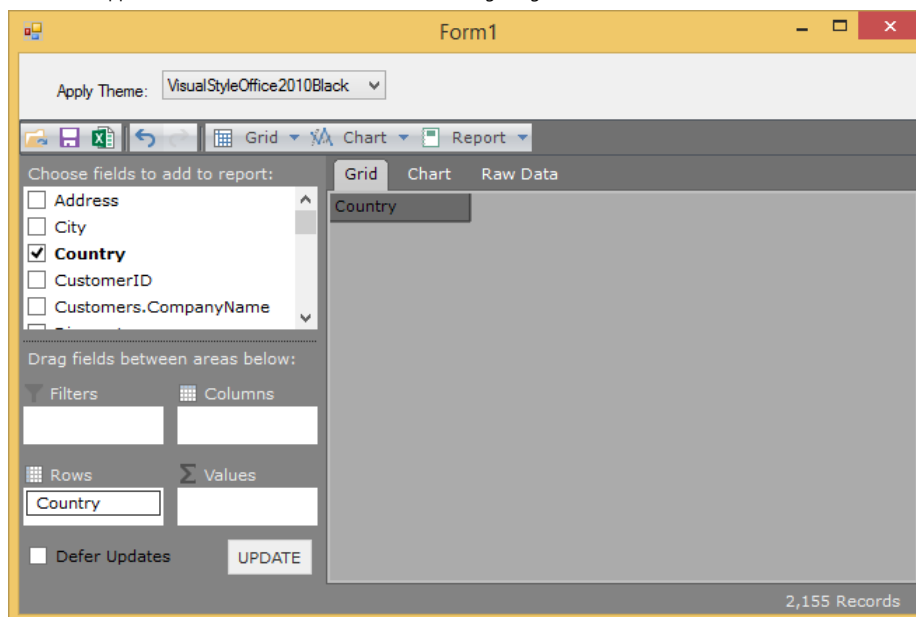 Form1
Apply Theme: VisualStyleOffice2010Black
Grid Chart Report
Choose fields to add to report:
Address
City
Country
CustomerID
Customers.CompanyName
Grid Chart Raw Data
Country
Drag fields between areas below:
Filters Columns
Rows Σ Values
Country
Defer Updates UPDATE
2,155 Records